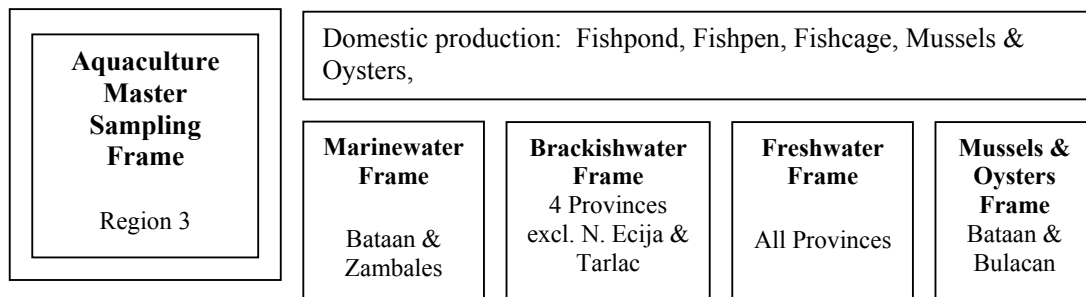 Aquaculture
Master
Sampling
Frame
Region 3
Domestic production:  Fishpond, Fishpen, Fishcage, Mussels &
Oysters,
Marinewater
Frame
Bataan &
Zambales
Brackishwater
Frame
4 Provinces
excl. N. Ecija &
Tarlac
Freshwater
Frame
All Provinces
Mussels &
Oysters
Frame
Bataan &
Bulacan